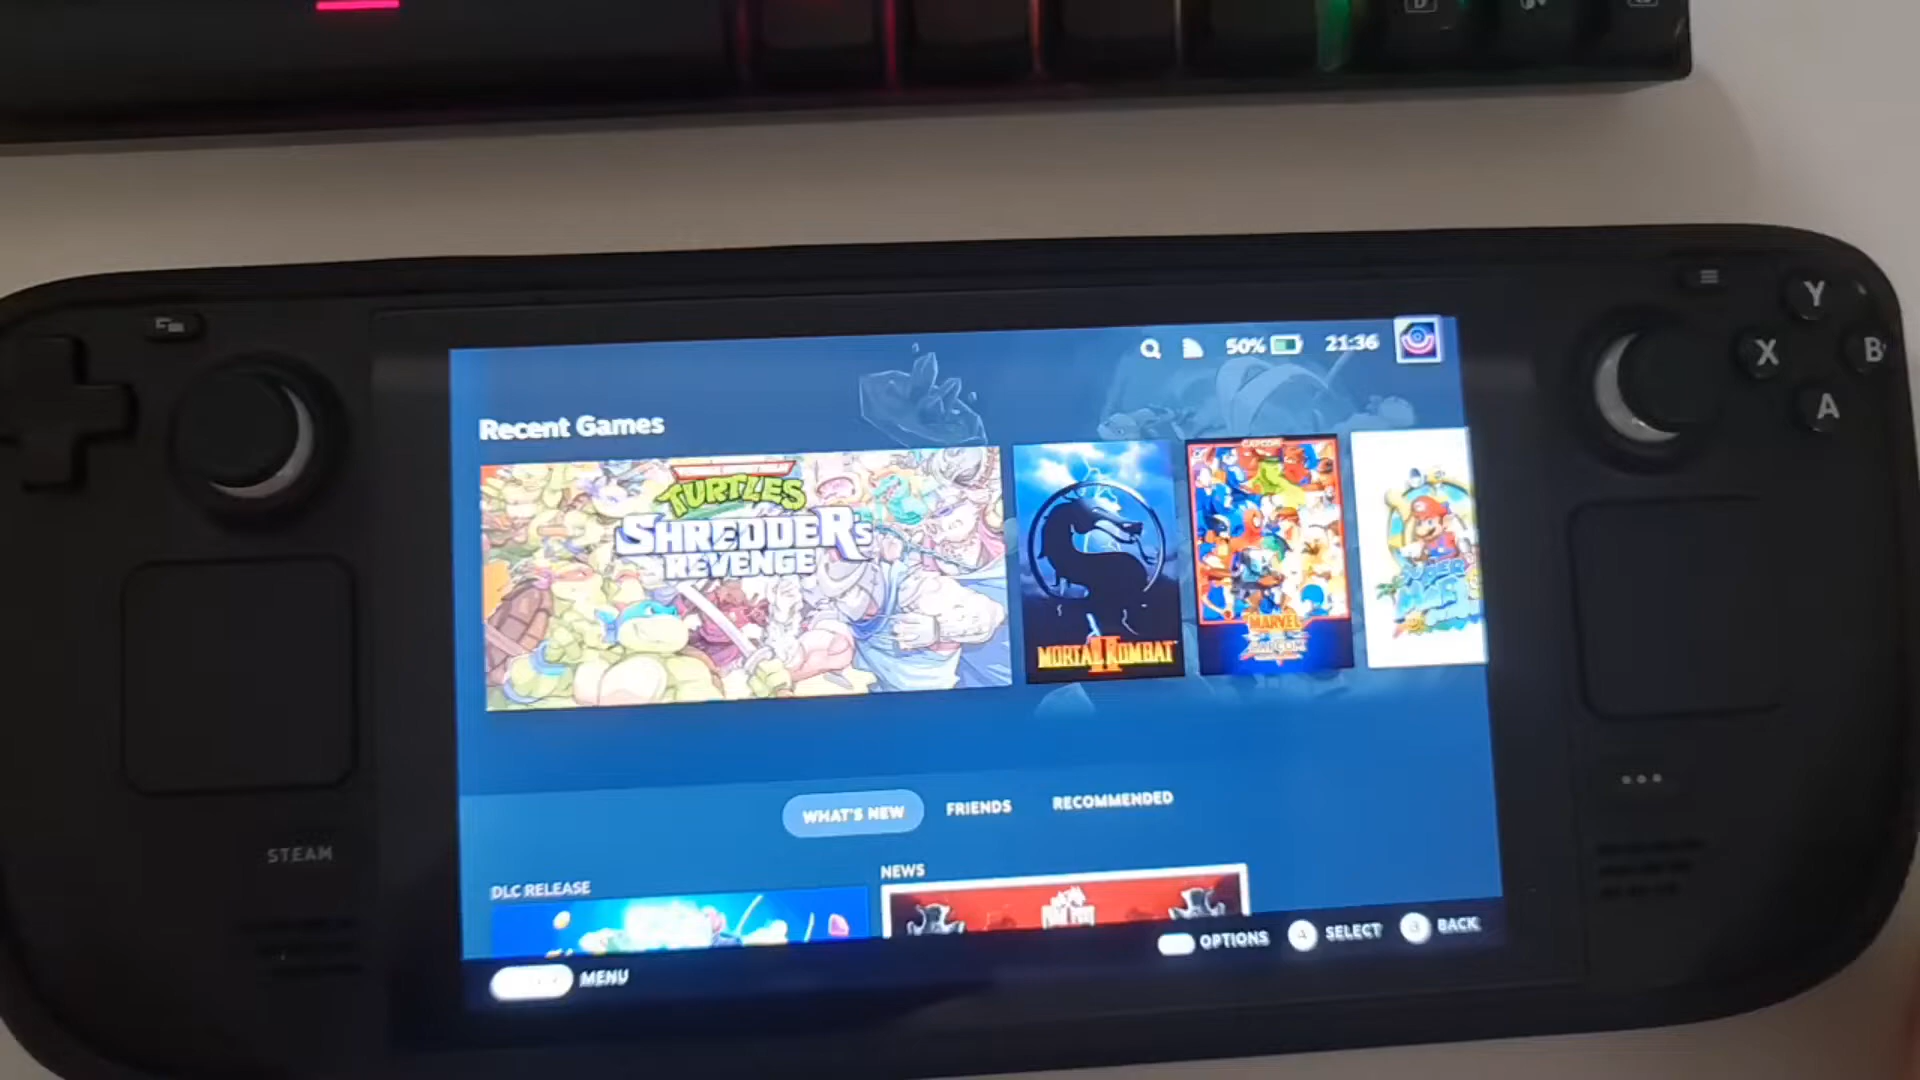 50% 21:36
Y
X
B
A
Recent Games
TURTLES
SHREDDER'S
REVENGE
MORTAL KOMBAT
II
CAPCOM
MARVEL
CAPCOM
SUPER
WHAT'S NEW
FRIENDS
RECOMMENDED
STEAM
DLC RELEASE
NEWS
MENU
OPTIONS
A SELECT
BACK